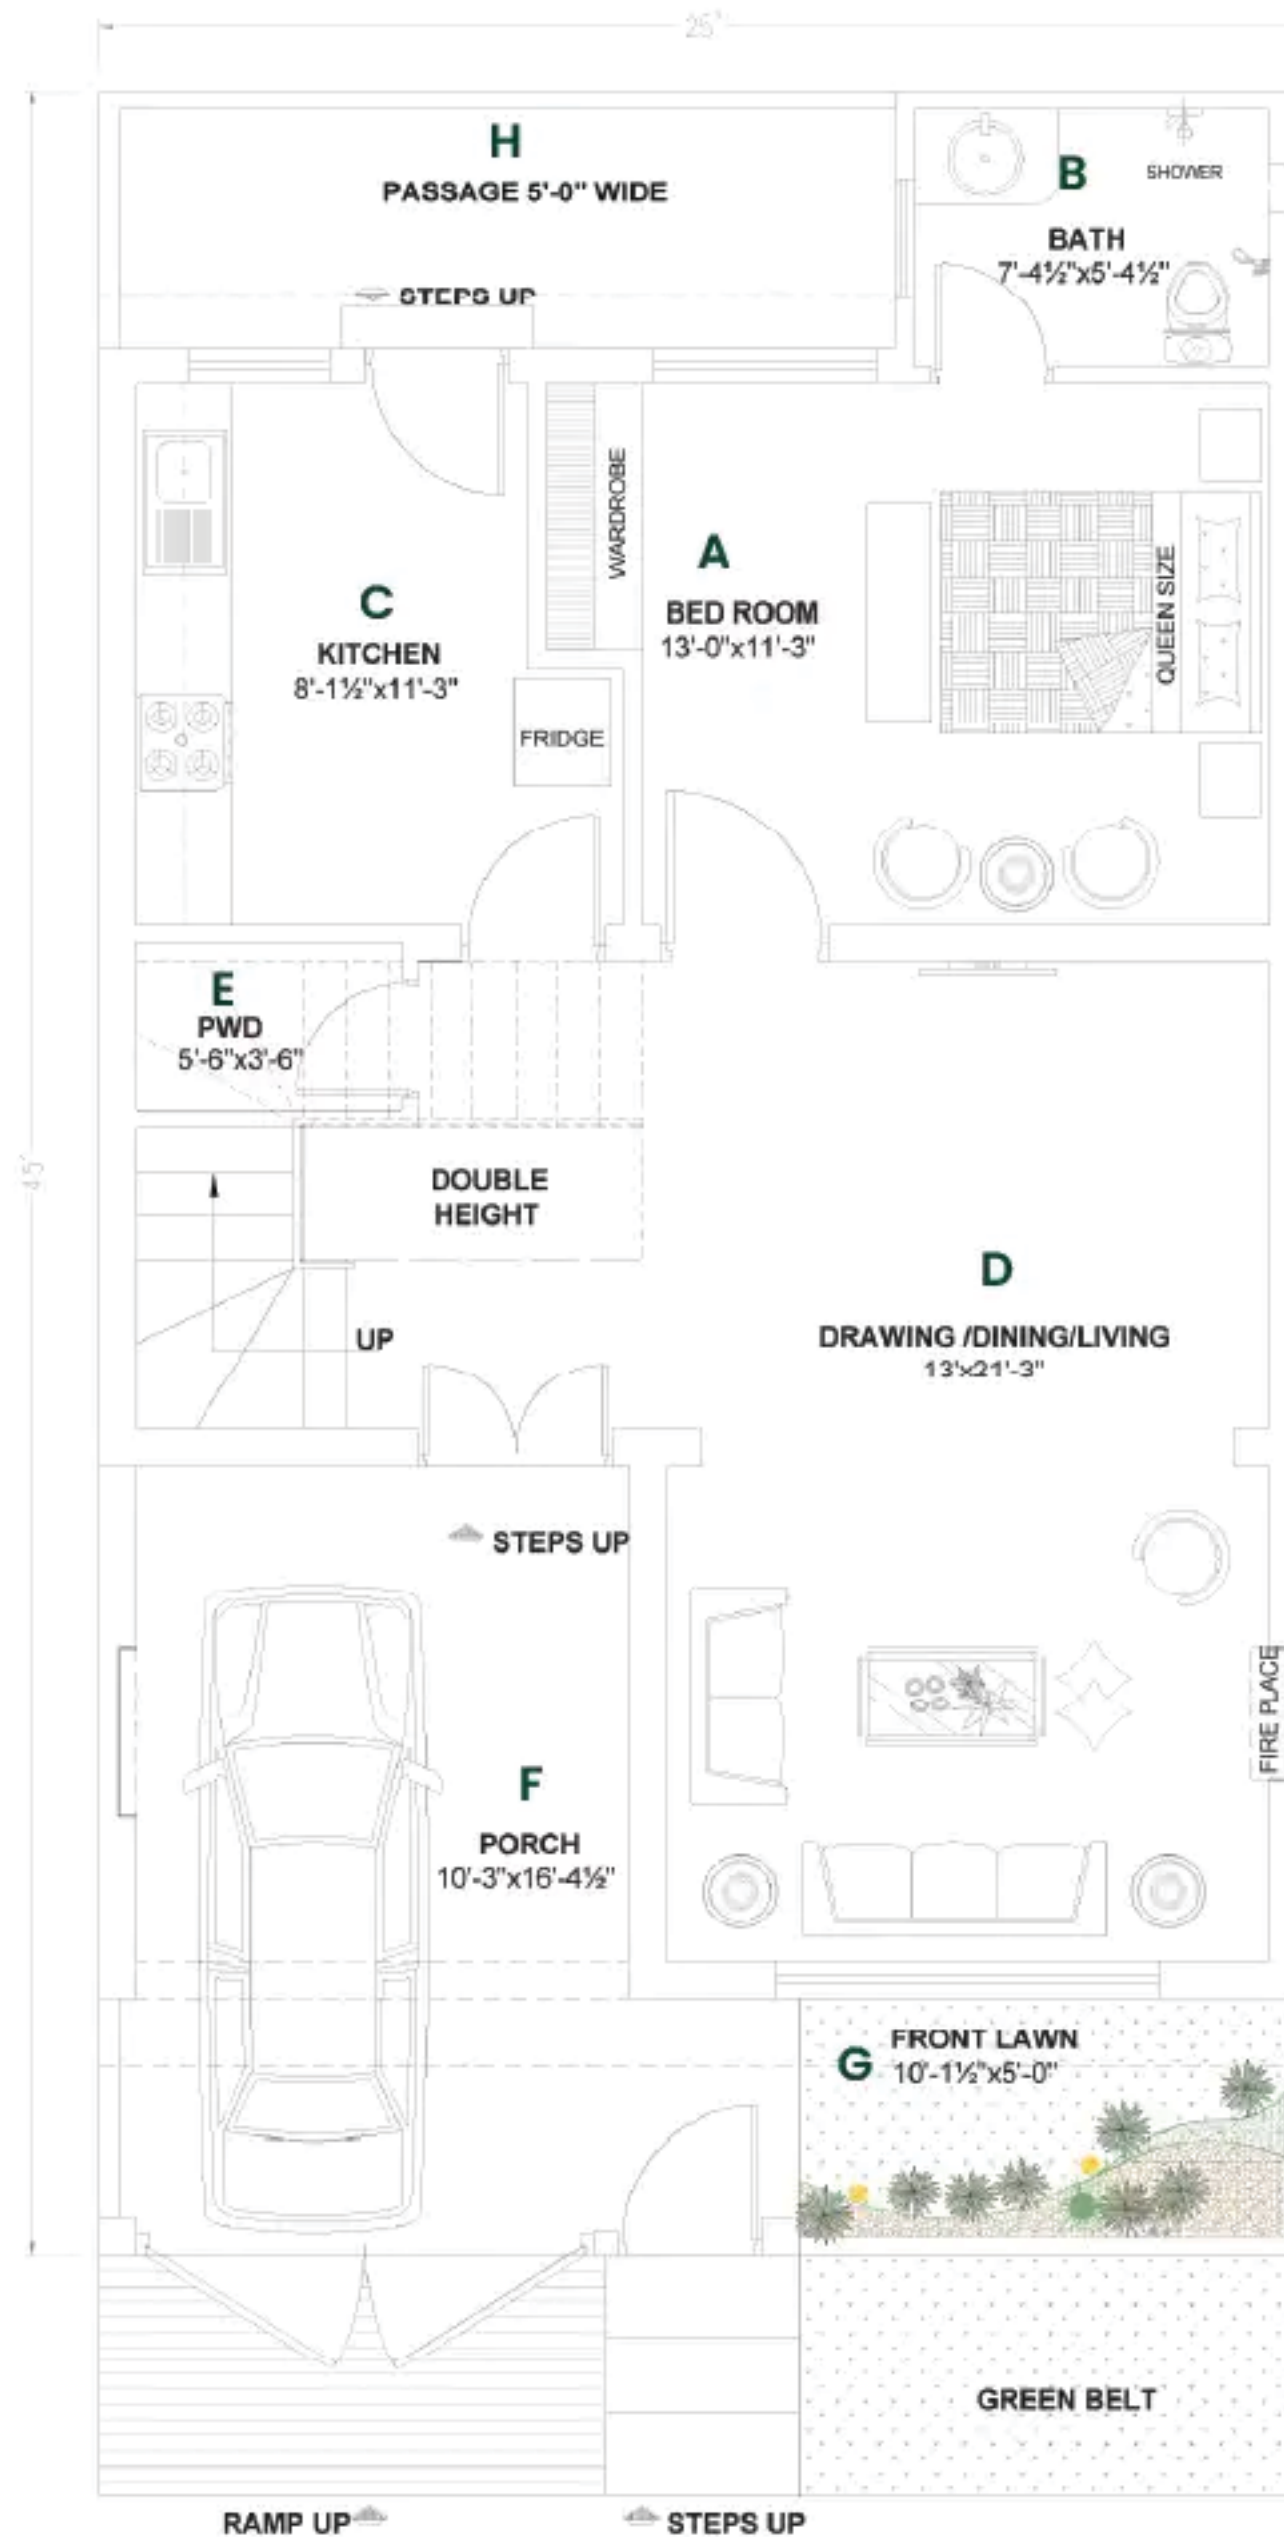 25'
H
PASSAGE 5'-0" WIDE
STEPS UP
B
SHOWER
BATH
7'-4½"x5'-4½"
WARDROBE
A
BED ROOM
13'-0"x11'-3"
QUEEN SIZE
C
KITCHEN
8'-1½"x11'-3"
FRIDGE
E
PWD
5'-6"x3'-6"
45'
DOUBLE
HEIGHT
UP
D
DRAWING /DINING/LIVING
13'x21'-3"
STEPS UP
FIRE PLACE
F
PORCH
10'-3"x16'-4½"
G
FRONT LAWN
10'-1½"x5'-0"
GREEN BELT
RAMP UP
STEPS UP